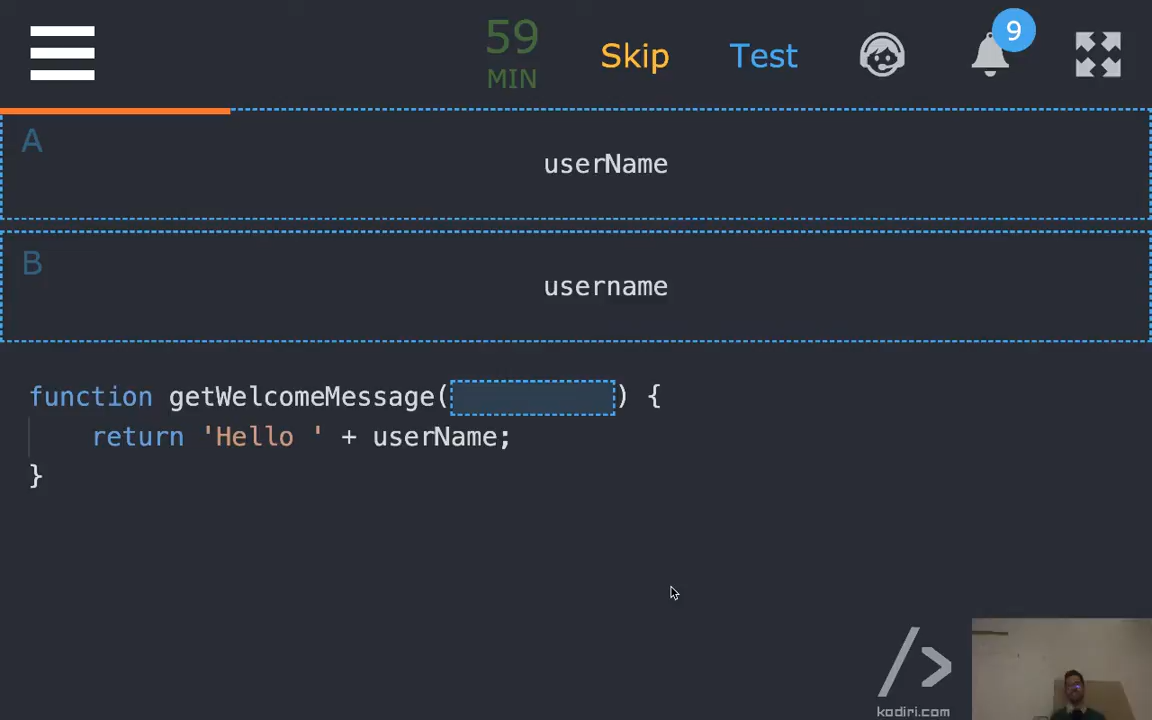 59
MIN
Skip
Test
9
A
userName
B
username
function getWelcomeMessage( ) {
return 'Hello ' + userName;
}
/>
kodiri.com